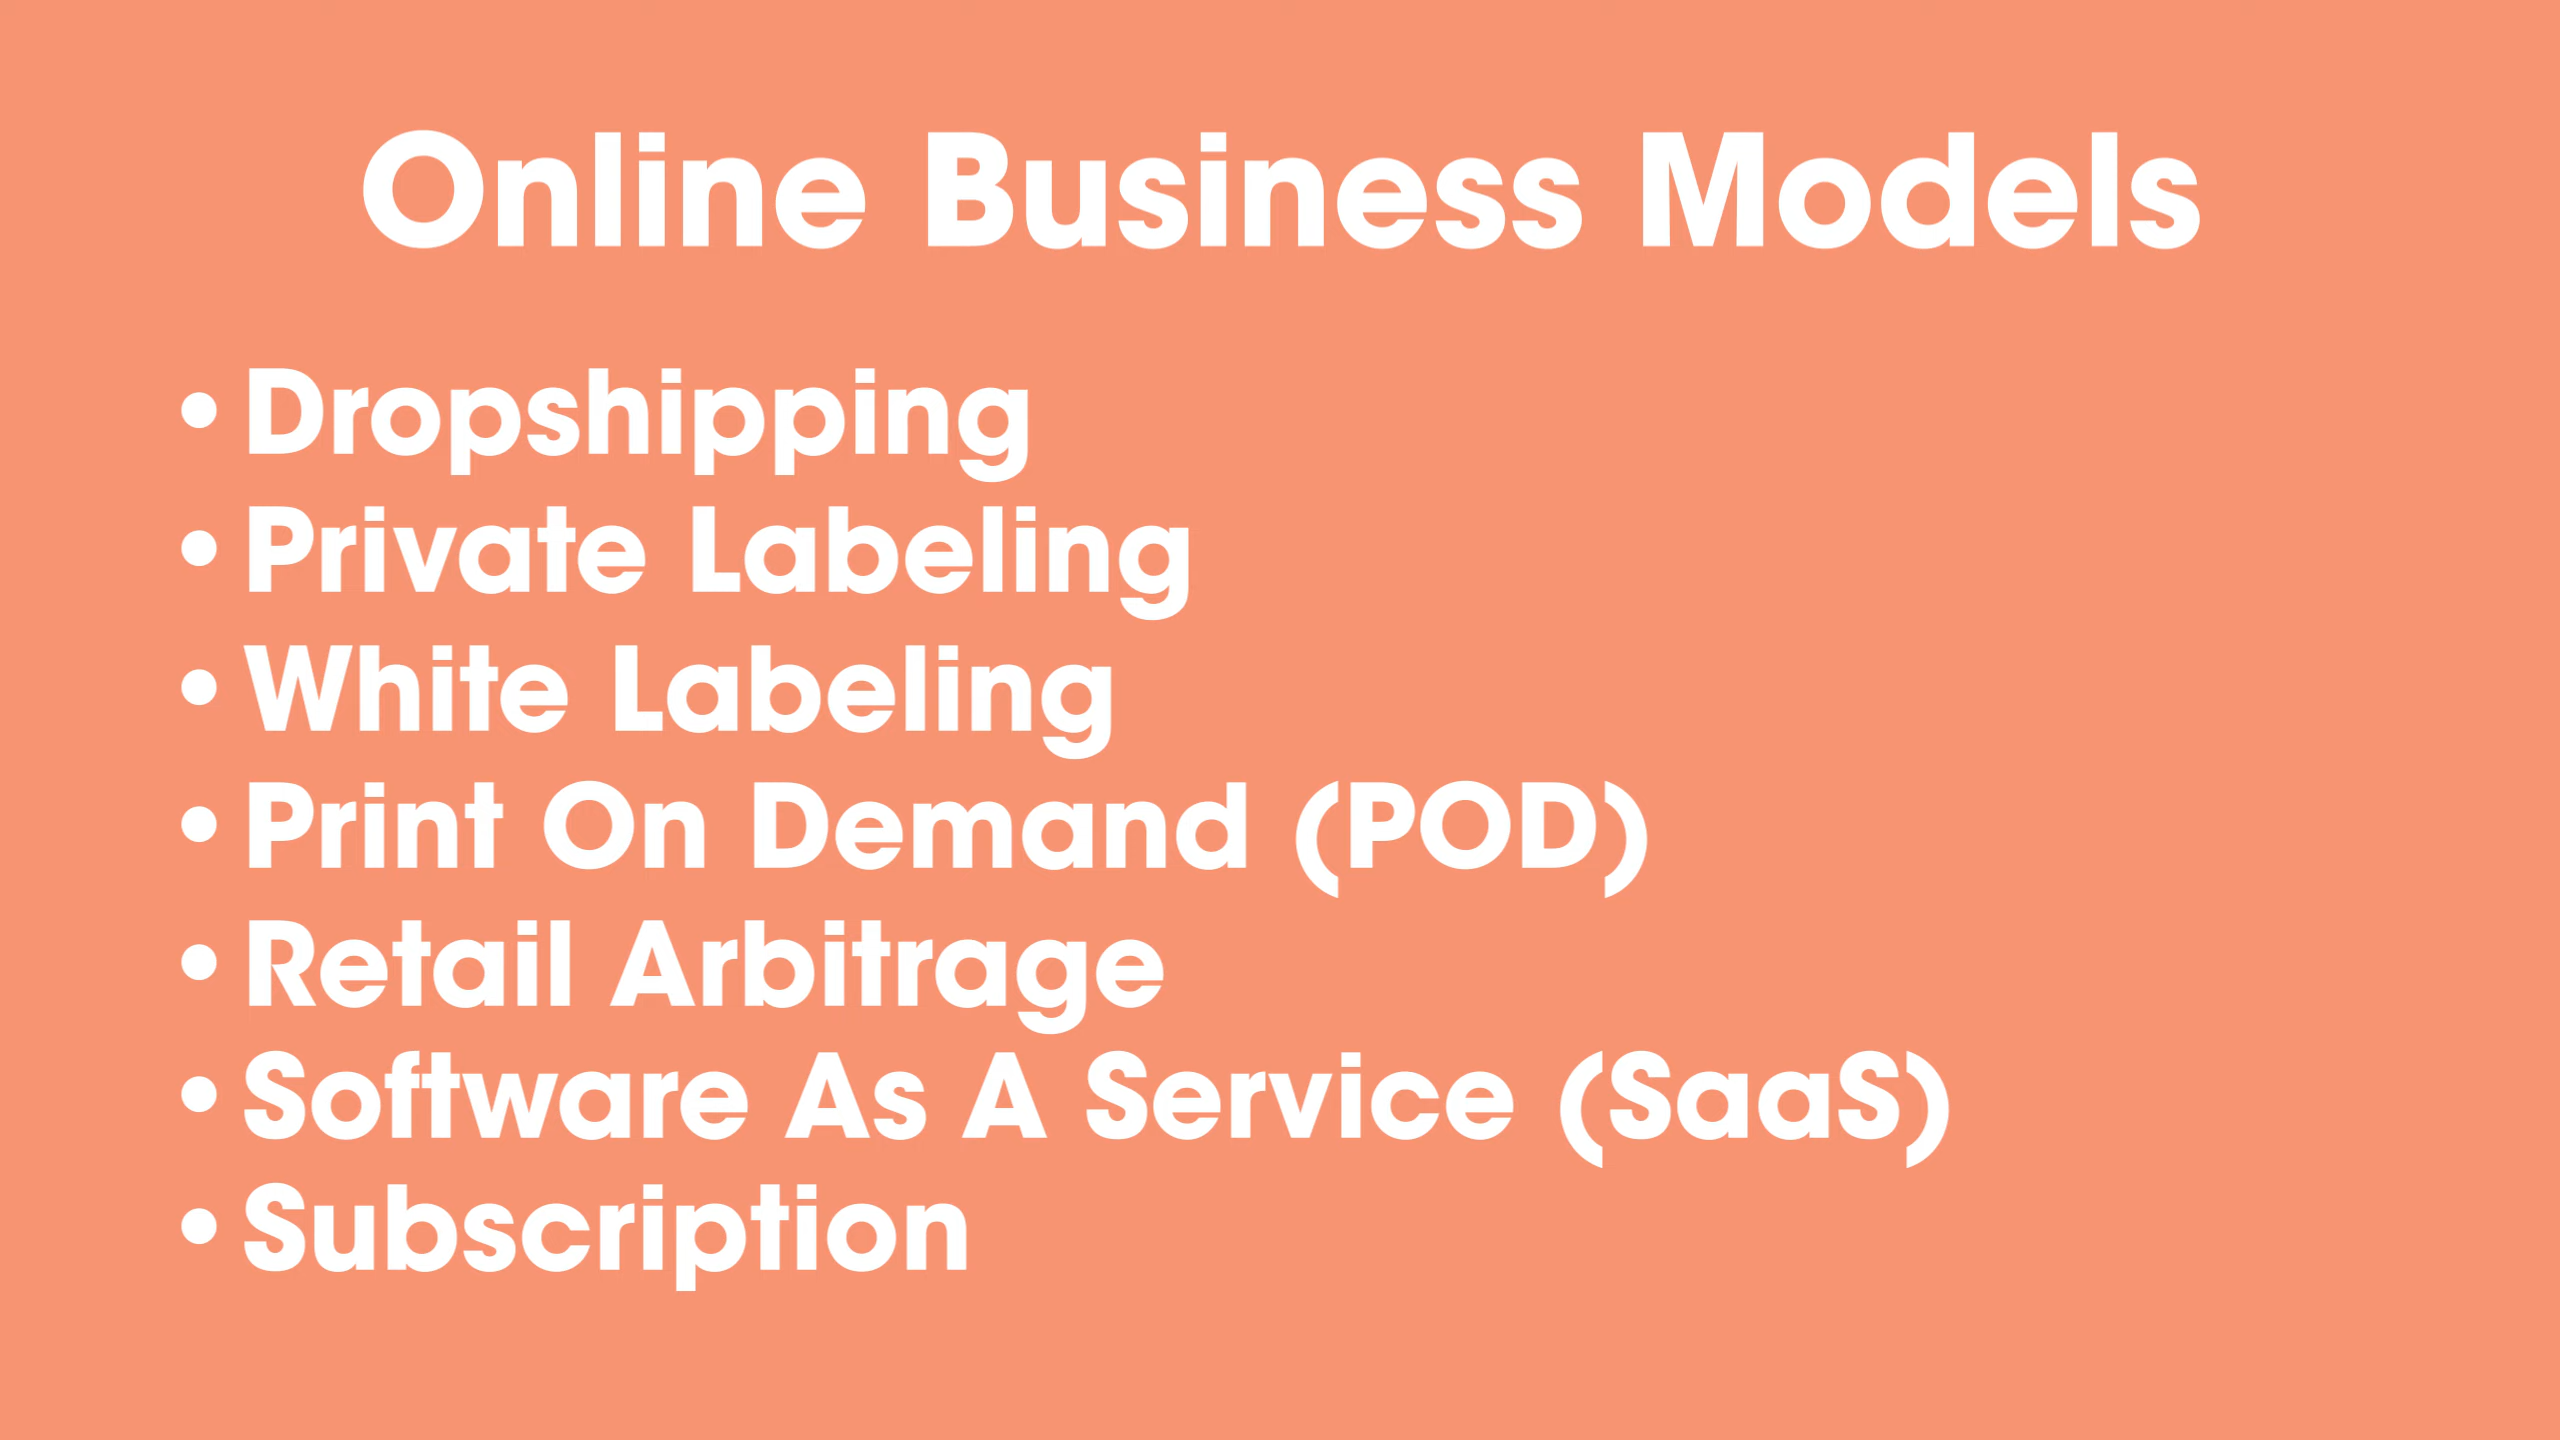 Online Business Models
• Dropshipping
• Private Labeling
• White Labeling
• Print On Demand (POD)
• Retail Arbitrage
• Software As A Service (SaaS)
• Subscription